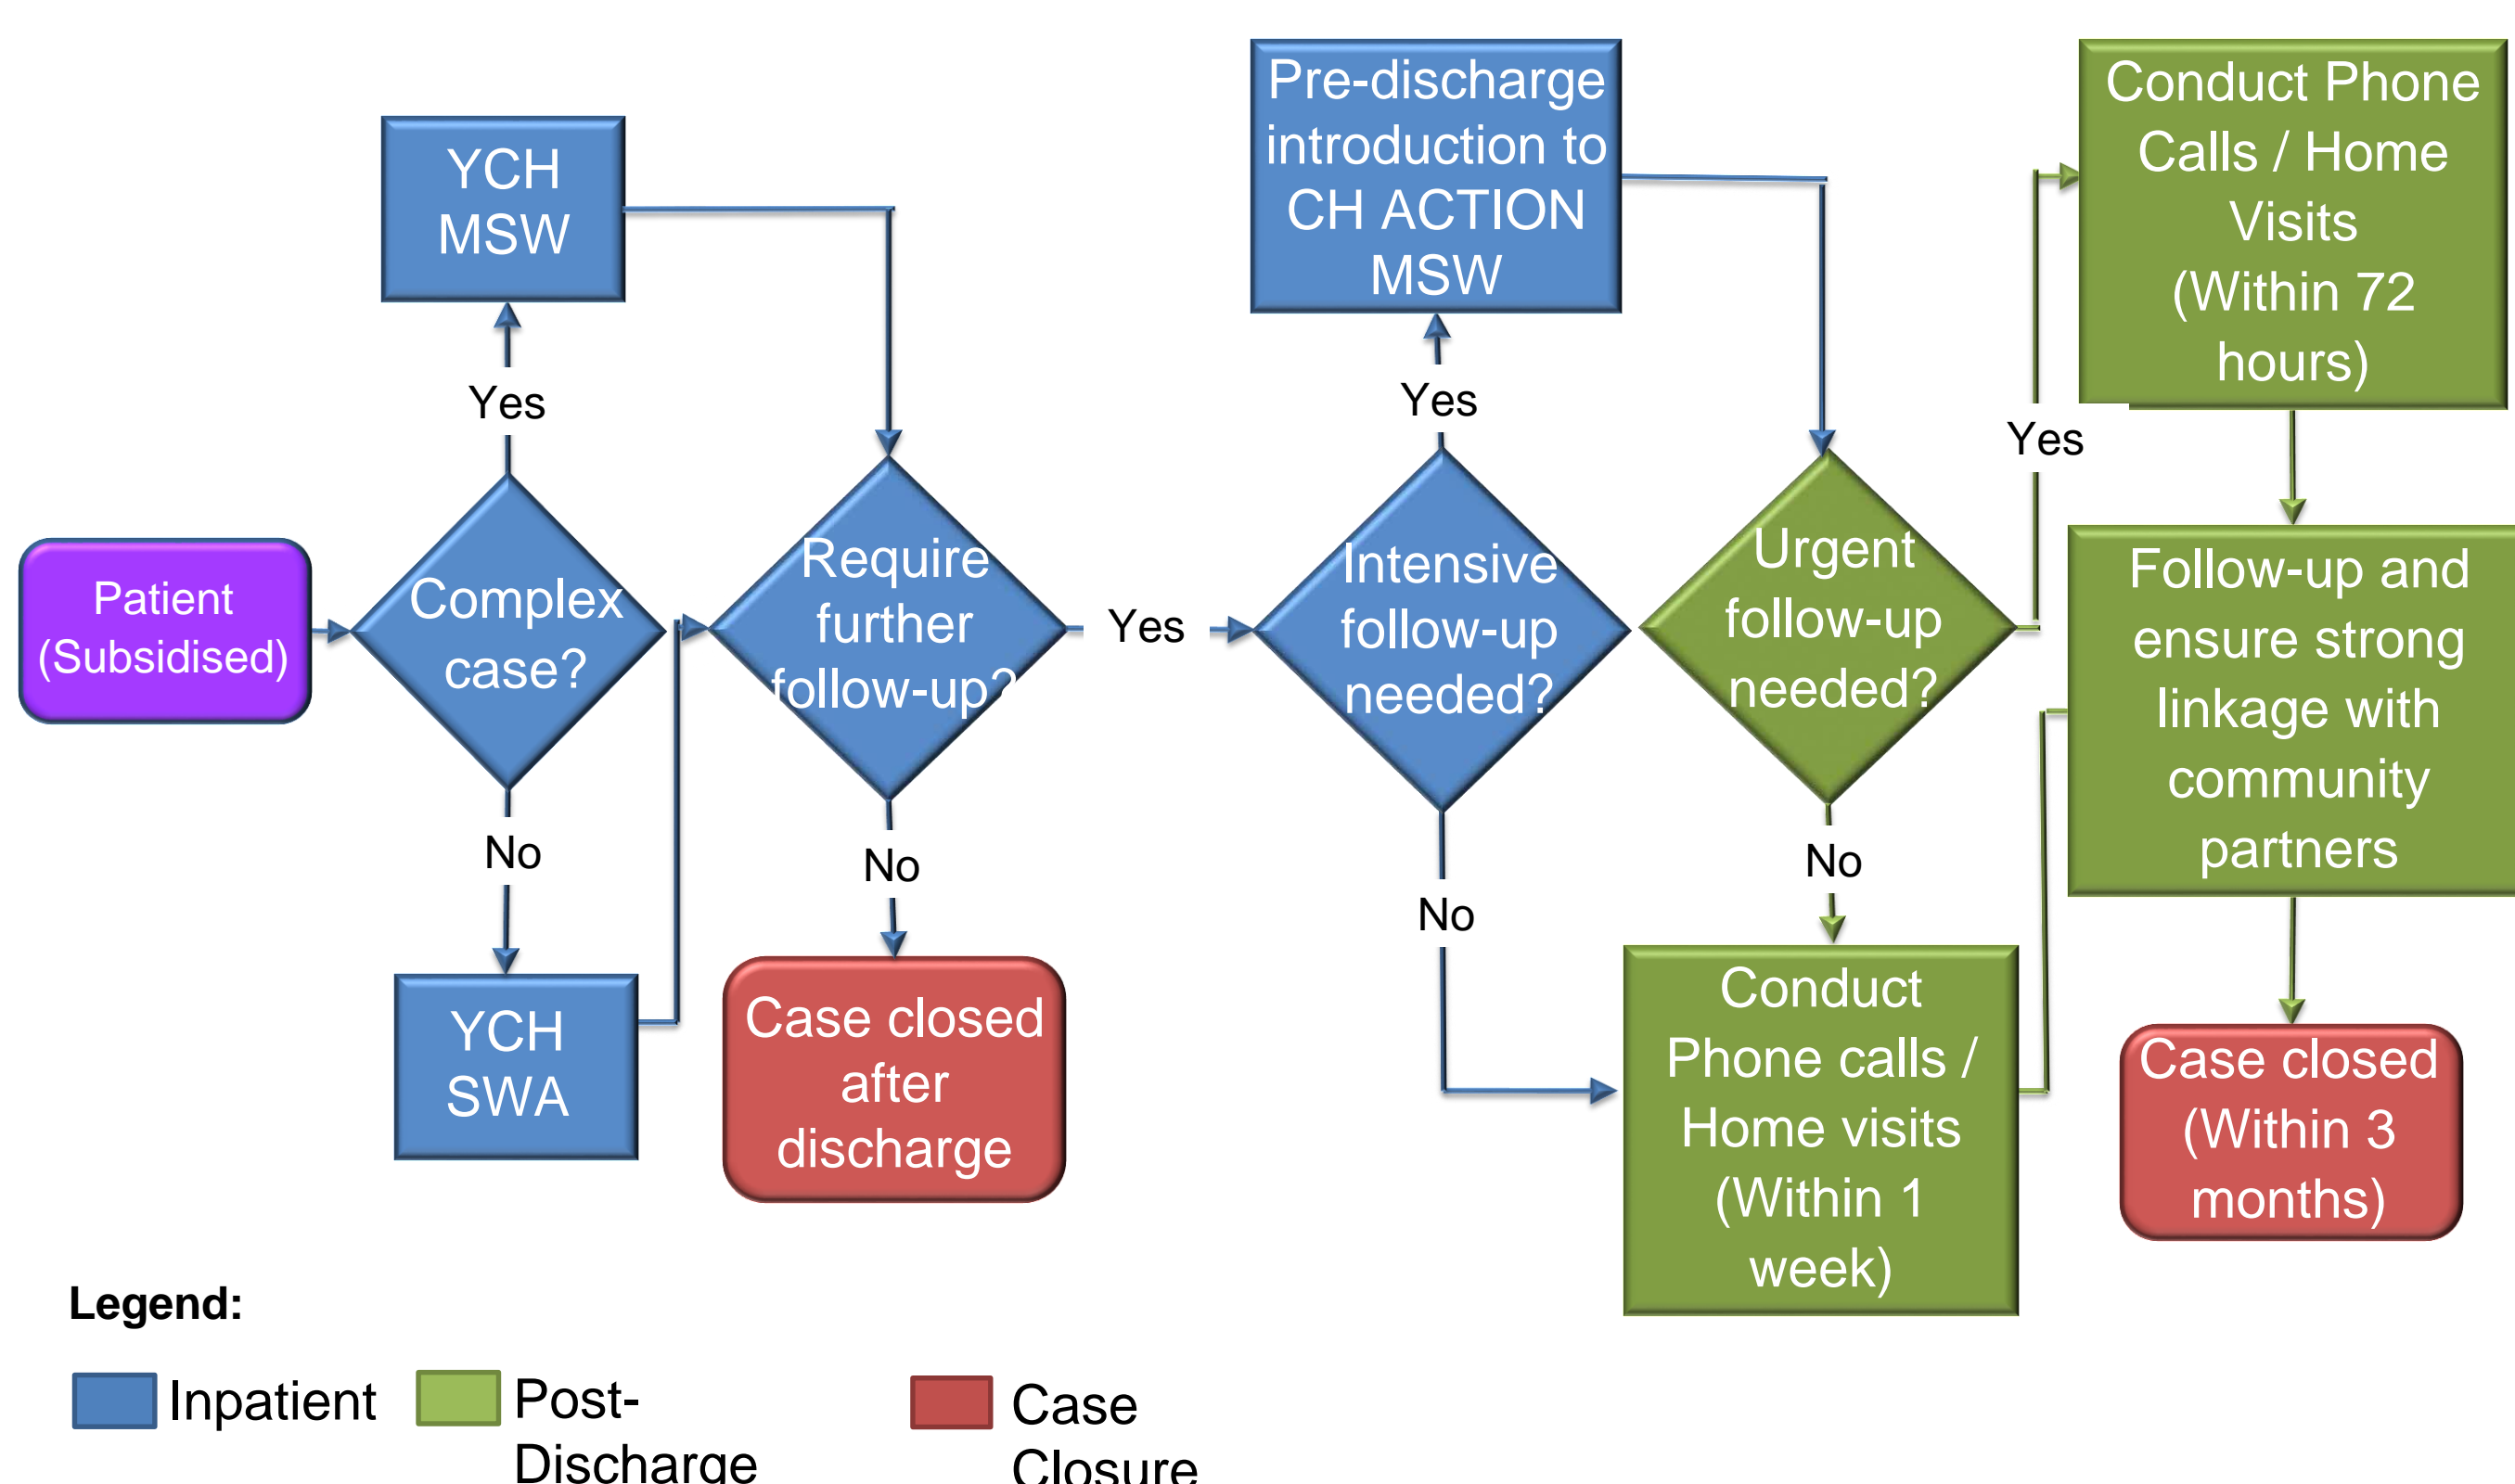 Patient
(Subsidised)
Complex
case?
Yes
YCH
MSW
No
YCH
SWA
Require
further
follow-up?
No
Case closed
after
discharge
Yes
Intensive
follow-up
needed?
Yes
Pre-discharge
introduction to
CH ACTION
MSW
No
Urgent
follow-up
needed?
No
Conduct
Phone calls /
Home visits
(Within 1
week)
Yes
Conduct Phone
Calls / Home
Visits
(Within 72
hours)
Follow-up and
ensure strong
linkage with
community
partners
Case closed
(Within 3
months)
Legend:
Inpatient
Post-
Discharge
Case
Closure